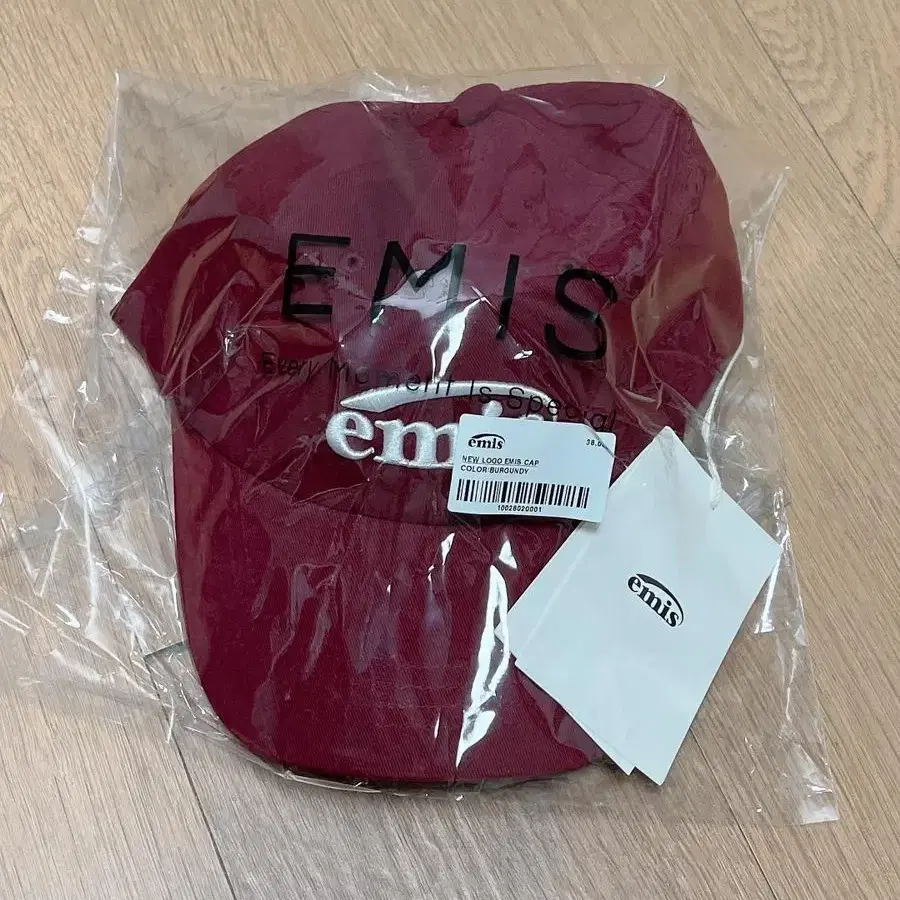 EMIS
Every Moment Is Special
emis
emis
NEW LOGO EMIS CAP
COLOR:BURGUNDY
10028020001
emis